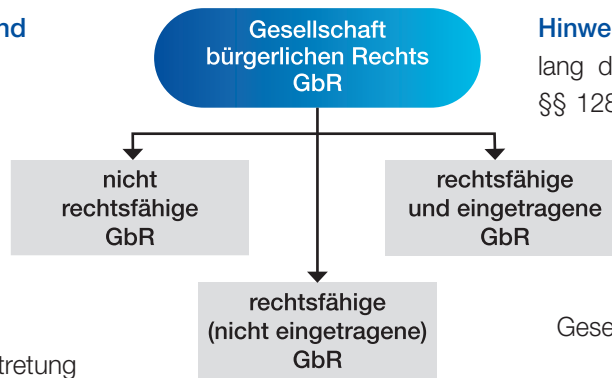 nd
Gesellschaft
bürgerlichen Rechts
GbR
Hinwe
lang d
§§ 128
nicht
rechtsfähige
GbR
rechtsfähige
und eingetragene
GbR
rechtsfähige
(nicht eingetragene)
GbR
Gese
tretung